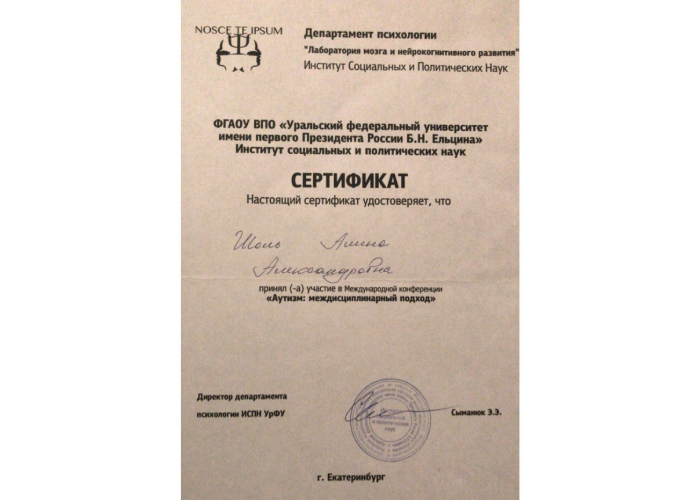 NOSCE TE IPSUM
Департамент психологии
"Лаборатория мозга и нейрокогнитивного развития"
Институт Социальных и Политических Наук
ФГАОУ ВПО «Уральский федеральный университет
имени первого Президента России Б.Н. Ельцина»
Институт социальных и политических наук
СЕРТИФИКАТ
Настоящий сертификат удостоверяет, что
Шоль Алина
Александровна
принял (-а) участие в Международной конференции
«Аутизм: междисциплинарный подход»
Директор департамента
психологии ИСПН УрФУ
Сыманюк Э.Э.
г. Екатеринбург